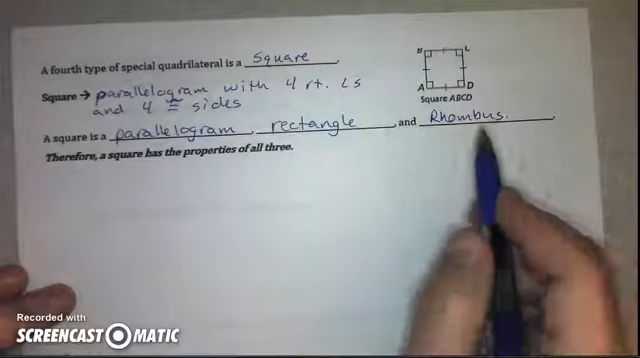 A fourth type of special quadrilateral is a square.
B L
Square → parallelogram with 4 rt. ∠s
and 4 ≅ sides
A D
Square ABCD
A square is a parallelogram, rectangle, and Rhombus.
Therefore, a square has the properties of all three.
Recorded with
SCREENCAST MATIC